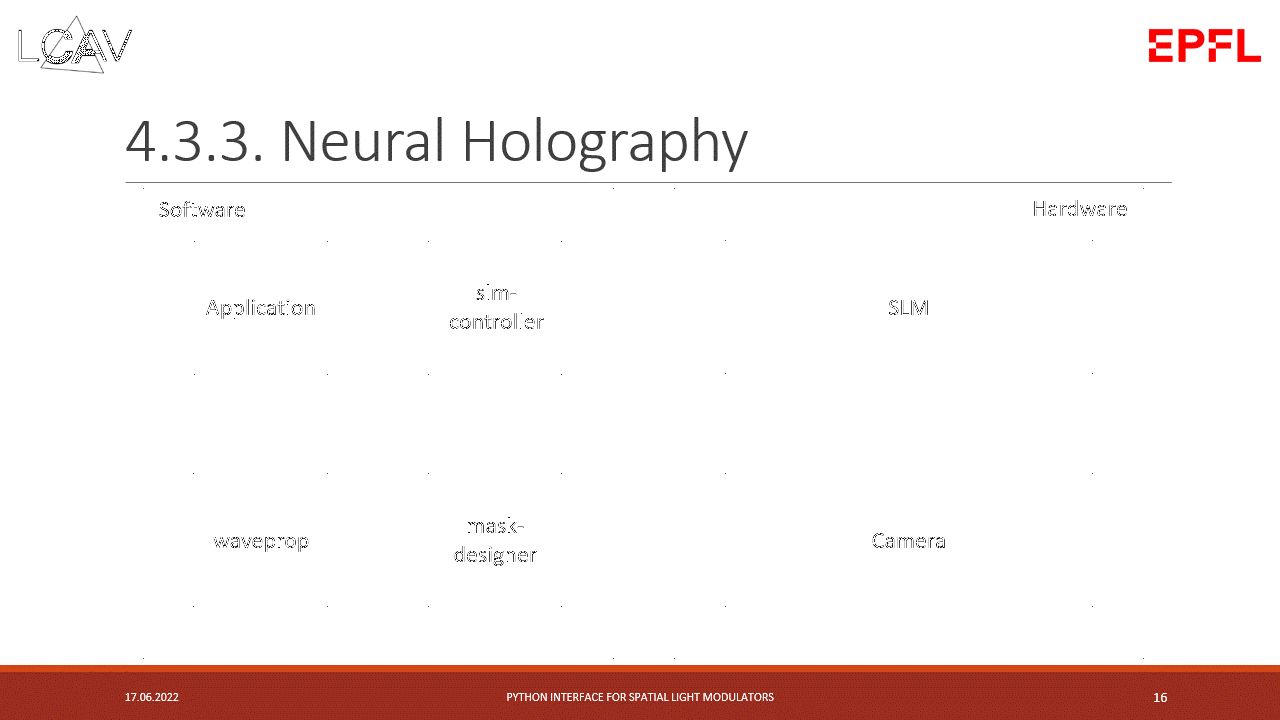 LCAV
EPFL
4.3.3. Neural Holography
Software
Hardware
Application
slm-
controller
SLM
waveprop
mask-
designer
Camera
17.06.2022
PYTHON INTERFACE FOR SPATIAL LIGHT MODULATORS
16